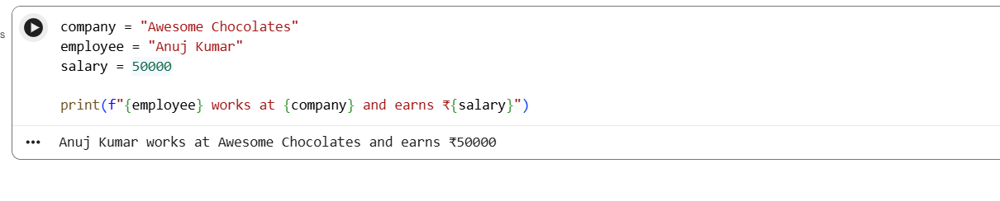 s
company = "Awesome Chocolates"
employee = "Anuj Kumar"
salary = 50000
print(f"{employee} works at {company} and earns ₹{salary}")
Anuj Kumar works at Awesome Chocolates and earns ₹50000